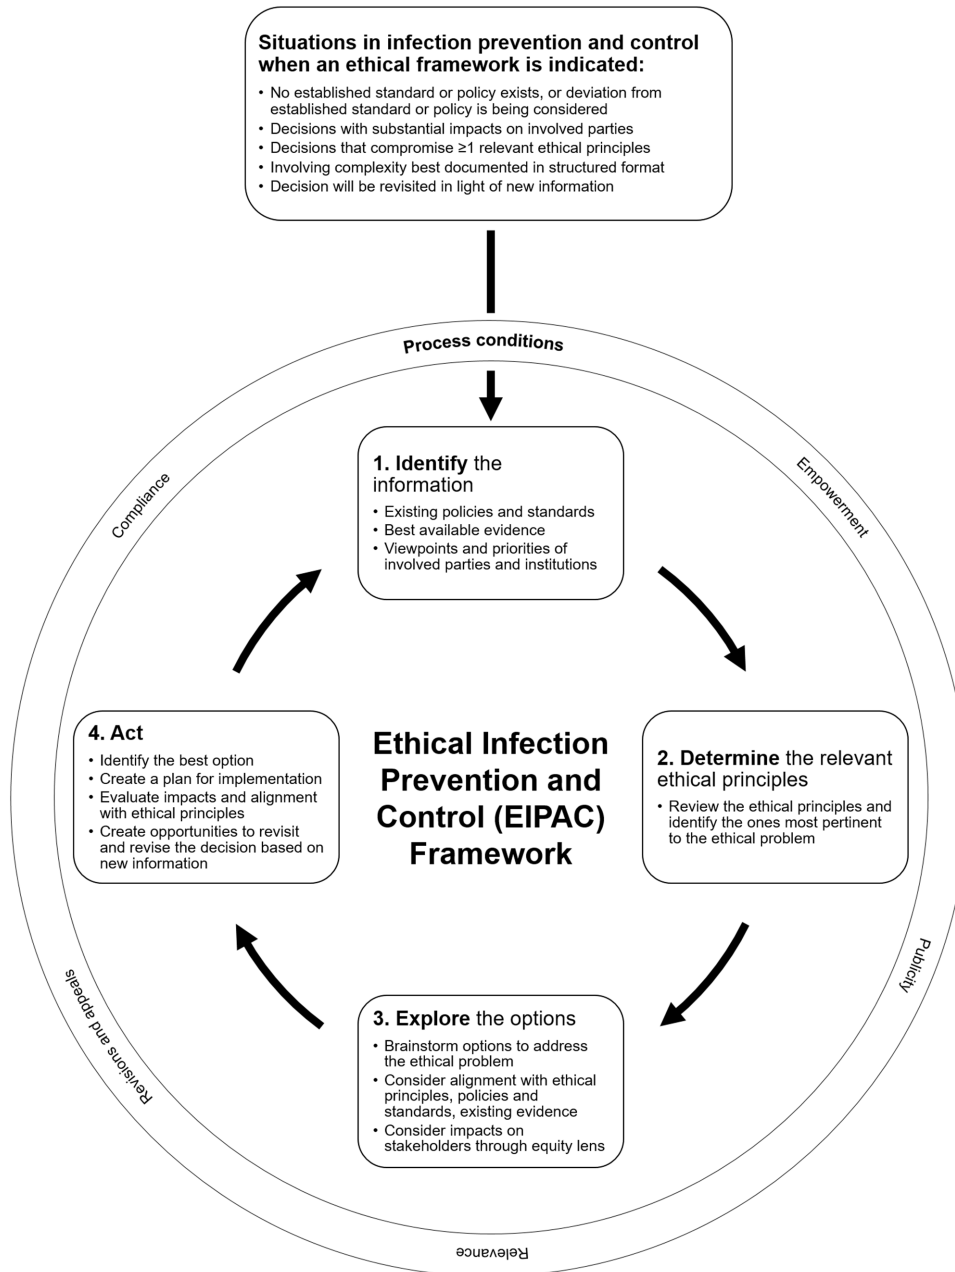 Situations in infection prevention and control
when an ethical framework is indicated:
• No established standard or policy exists, or deviation from
established standard or policy is being considered
• Decisions with substantial impacts on involved parties
• Decisions that compromise ≥1 relevant ethical principles
• Involving complexity best documented in structured format
• Decision will be revisited in light of new information
Process conditions
Compliance
Empowerment
1. Identify the
information
• Existing policies and standards
• Best available evidence
• Viewpoints and priorities of
involved parties and institutions
4. Act
• Identify the best option
• Create a plan for implementation
• Evaluate impacts and alignment
with ethical principles
• Create opportunities to revisit
and revise the decision based on
new information
Ethical Infection
Prevention and
Control (EIPAC)
Framework
2. Determine the relevant
ethical principles
• Review the ethical principles and
identify the ones most pertinent
to the ethical problem
Publicity
Revisions and appeals
3. Explore the options
• Brainstorm options to address
the ethical problem
• Consider alignment with ethical
principles, policies and
standards, existing evidence
• Consider impacts on
stakeholders through equity lens
Relevance